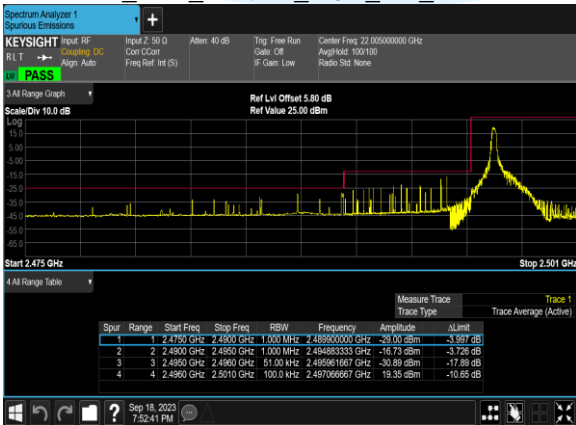 Spectrum Analyzer 1
Spurious Emissions
KEYSIGHT Input: RF Input Z: 50 Ω Atten: 40 dB Trig: Free Run Center Freq: 22.005000000 GHz
RLT Coupling: DC Corr CCorr Gate: Off Avg|Hold: 100/100
Align: Auto Freq Ref: Int (S) IF Gain: Low Radio Std: None
PASS
3 All Range Graph
Ref Lvl Offset 5.80 dB
Scale/Div 10.0 dB Ref Value 25.00 dBm
Log
15.0
5.00
-5.00
-15.0
-25.0
-35.0
-45.0
-55.0
-65.0
Start 2.475 GHz Stop 2.501 GHz
4 All Range Table
Measure Trace Trace 1
Trace Type Trace Average (Active)
Spur Range Start Freq Stop Freq RBW Frequency Amplitude ΔLimit
1 1 2.4750 GHz 2.4900 GHz 1.000 MHz 2.489900000 GHz -29.00 dBm -3.997 dB
2 2 2.4900 GHz 2.4950 GHz 1.000 MHz 2.494883333 GHz -16.73 dBm -3.726 dB
3 3 2.4950 GHz 2.4960 GHz 51.00 kHz 2.495961667 GHz -30.89 dBm -17.89 dB
4 4 2.4960 GHz 2.5010 GHz 100.0 kHz 2.497066667 GHz 19.35 dBm -10.65 dB
Sep 18, 2023
7:52:41 PM